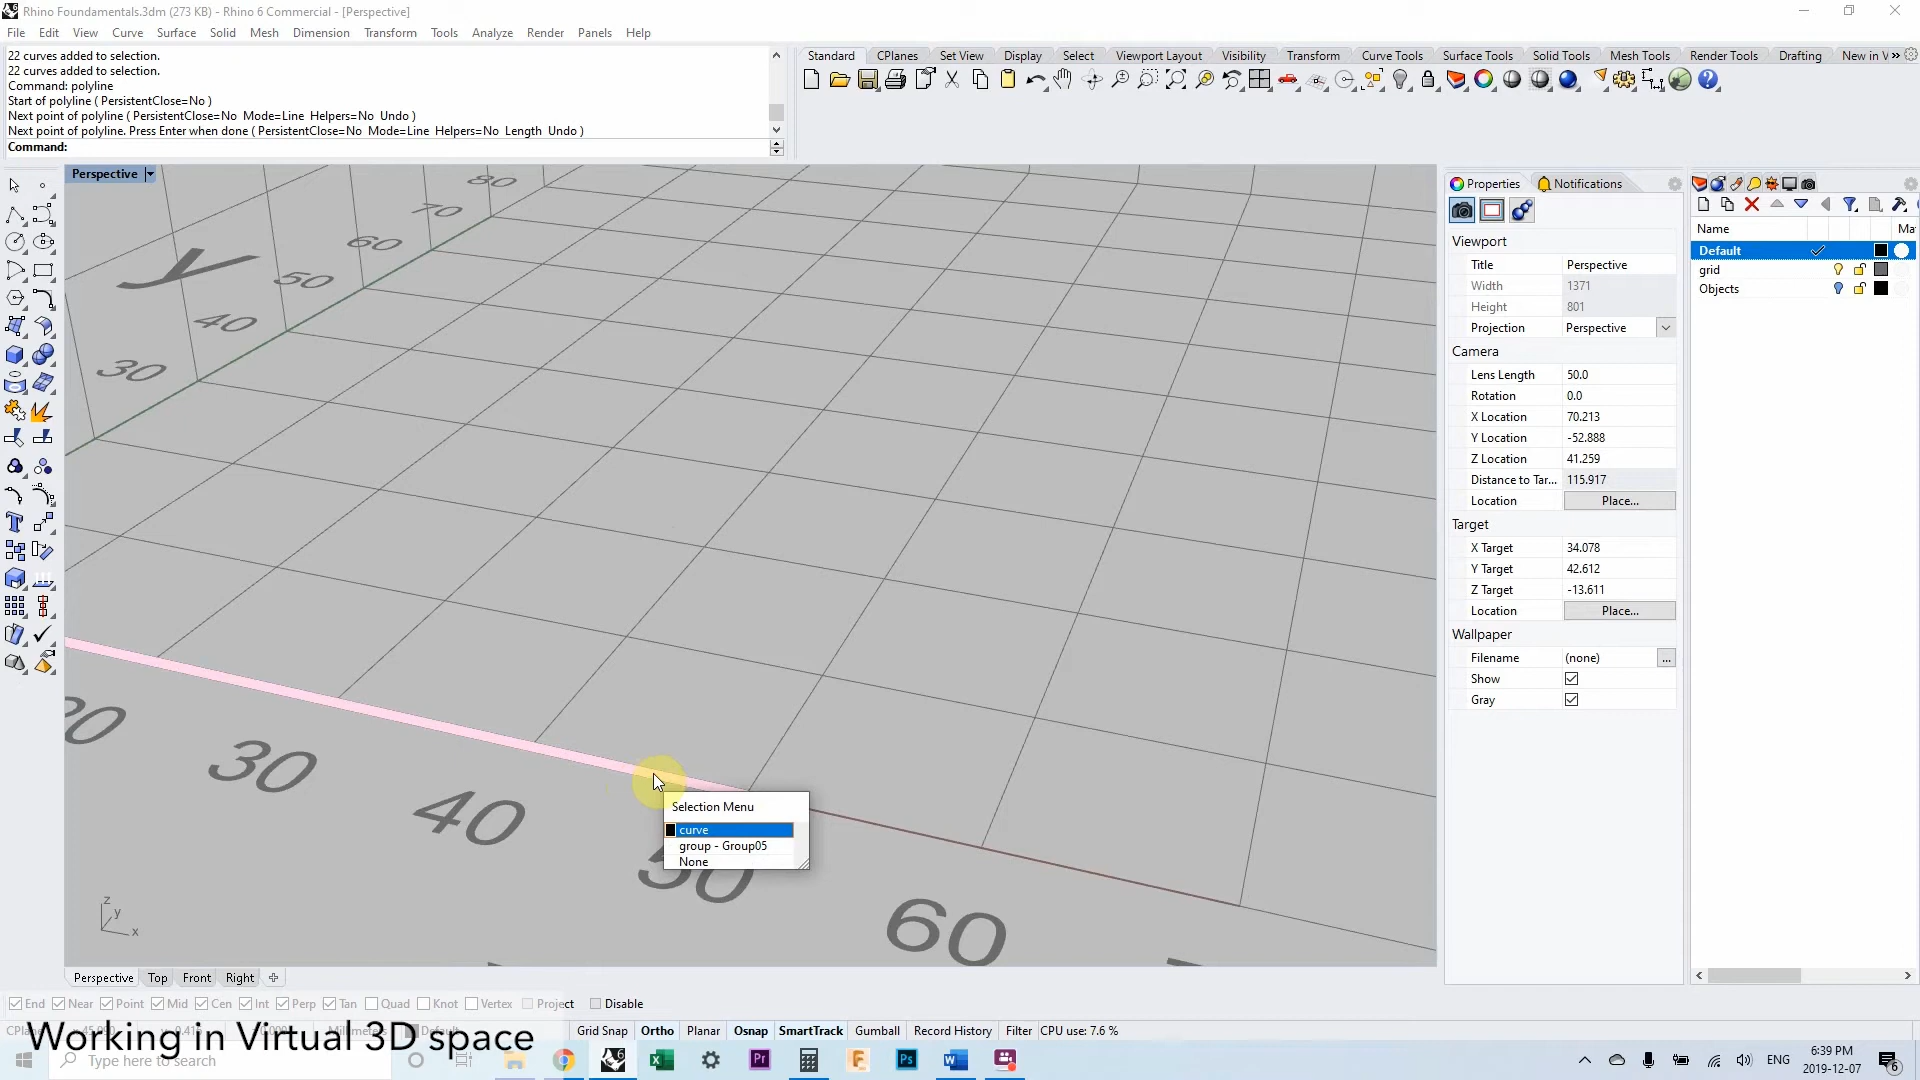 Rhino Foundamentals.3dm (273 KB) - Rhino 6 Commercial - [Perspective]
File Edit View Curve Surface Solid Mesh Dimension Transform Tools Analyze Render Panels Help
22 curves added to selection.
22 curves added to selection.
Command: polyline
Start of polyline ( PersistentClose=No )
Next point of polyline ( PersistentClose=No Mode=Line Helpers=No Undo )
Next point of polyline. Press Enter when done ( PersistentClose=No Mode=Line Helpers=No Length Undo )
Command:
Standard CPlanes Set View Display Select Viewport Layout Visibility Transform Curve Tools Surface Tools Solid Tools Mesh Tools Render Tools Drafting New in V
Perspective
80
70
60
50
40
30
y
30
40
50
60
Selection Menu
curve
group - Group05
None
z
y
x
Properties Notifications
Viewport
Title Perspective
Width 1371
Height 801
Projection Perspective
Camera
Lens Length 50.0
Rotation 0.0
X Location 70.213
Y Location -52.888
Z Location 41.259
Distance to Tar... 115.917
Location Place...
Target
X Target 34.078
Y Target 42.612
Z Target -13.611
Location Place...
Wallpaper
Filename (none) ...
Show
Gray
Name Ma
Default
grid
Objects
Perspective Top Front Right
End Near Point Mid Cen Int Perp Tan Quad Knot Vertex Project Disable
Grid Snap Ortho Planar Osnap SmartTrack Gumball Record History Filter CPU use: 7.6 %
Working in Virtual 3D space
Type here to search
ENG
6:39 PM
2019-12-07
6